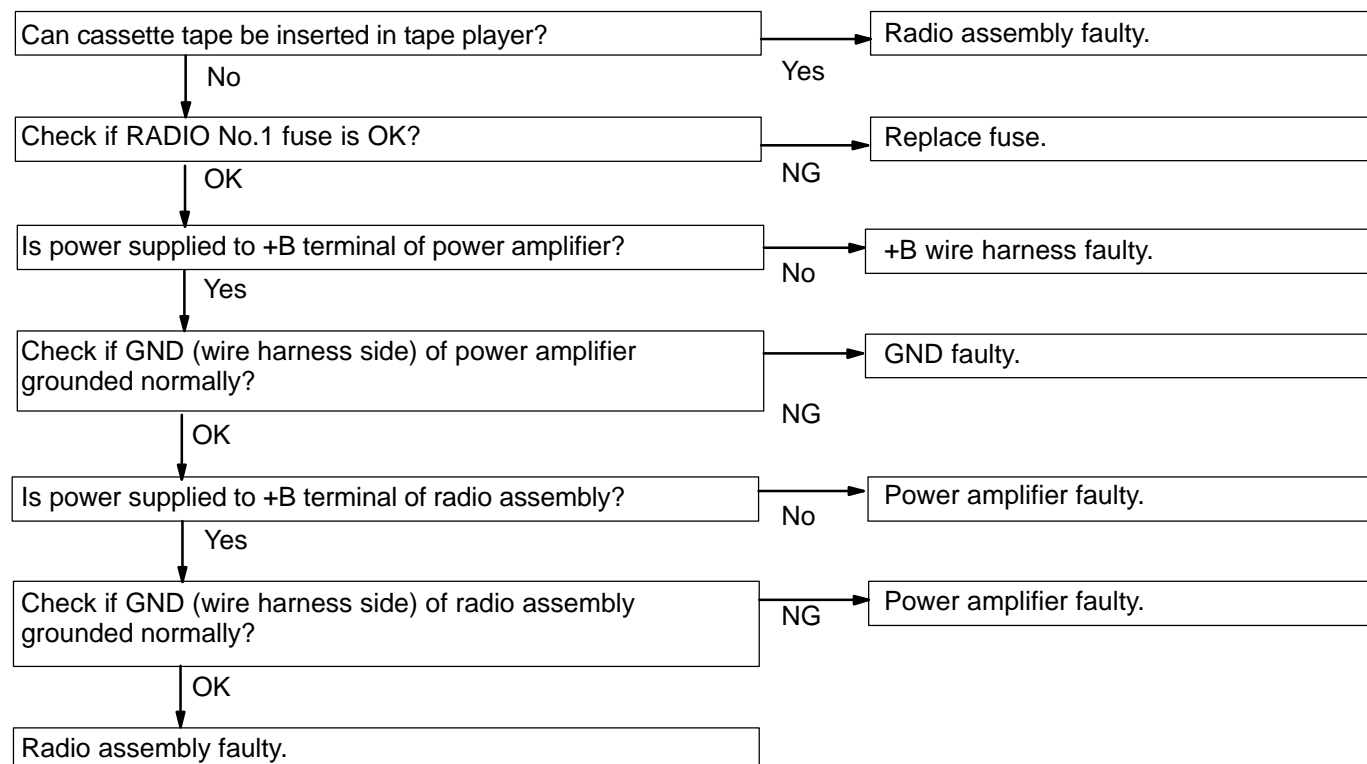 Can cassette tape be inserted in tape player?
Radio assembly faulty.
Yes
No
Check if RADIO No.1 fuse is OK?
Replace fuse.
NG
OK
Is power supplied to +B terminal of power amplifier?
+B wire harness faulty.
No
Yes
Check if GND (wire harness side) of power amplifier
grounded normally?
GND faulty.
NG
OK
Is power supplied to +B terminal of radio assembly?
Power amplifier faulty.
No
Yes
Check if GND (wire harness side) of radio assembly
grounded normally?
Power amplifier faulty.
NG
OK
Radio assembly faulty.